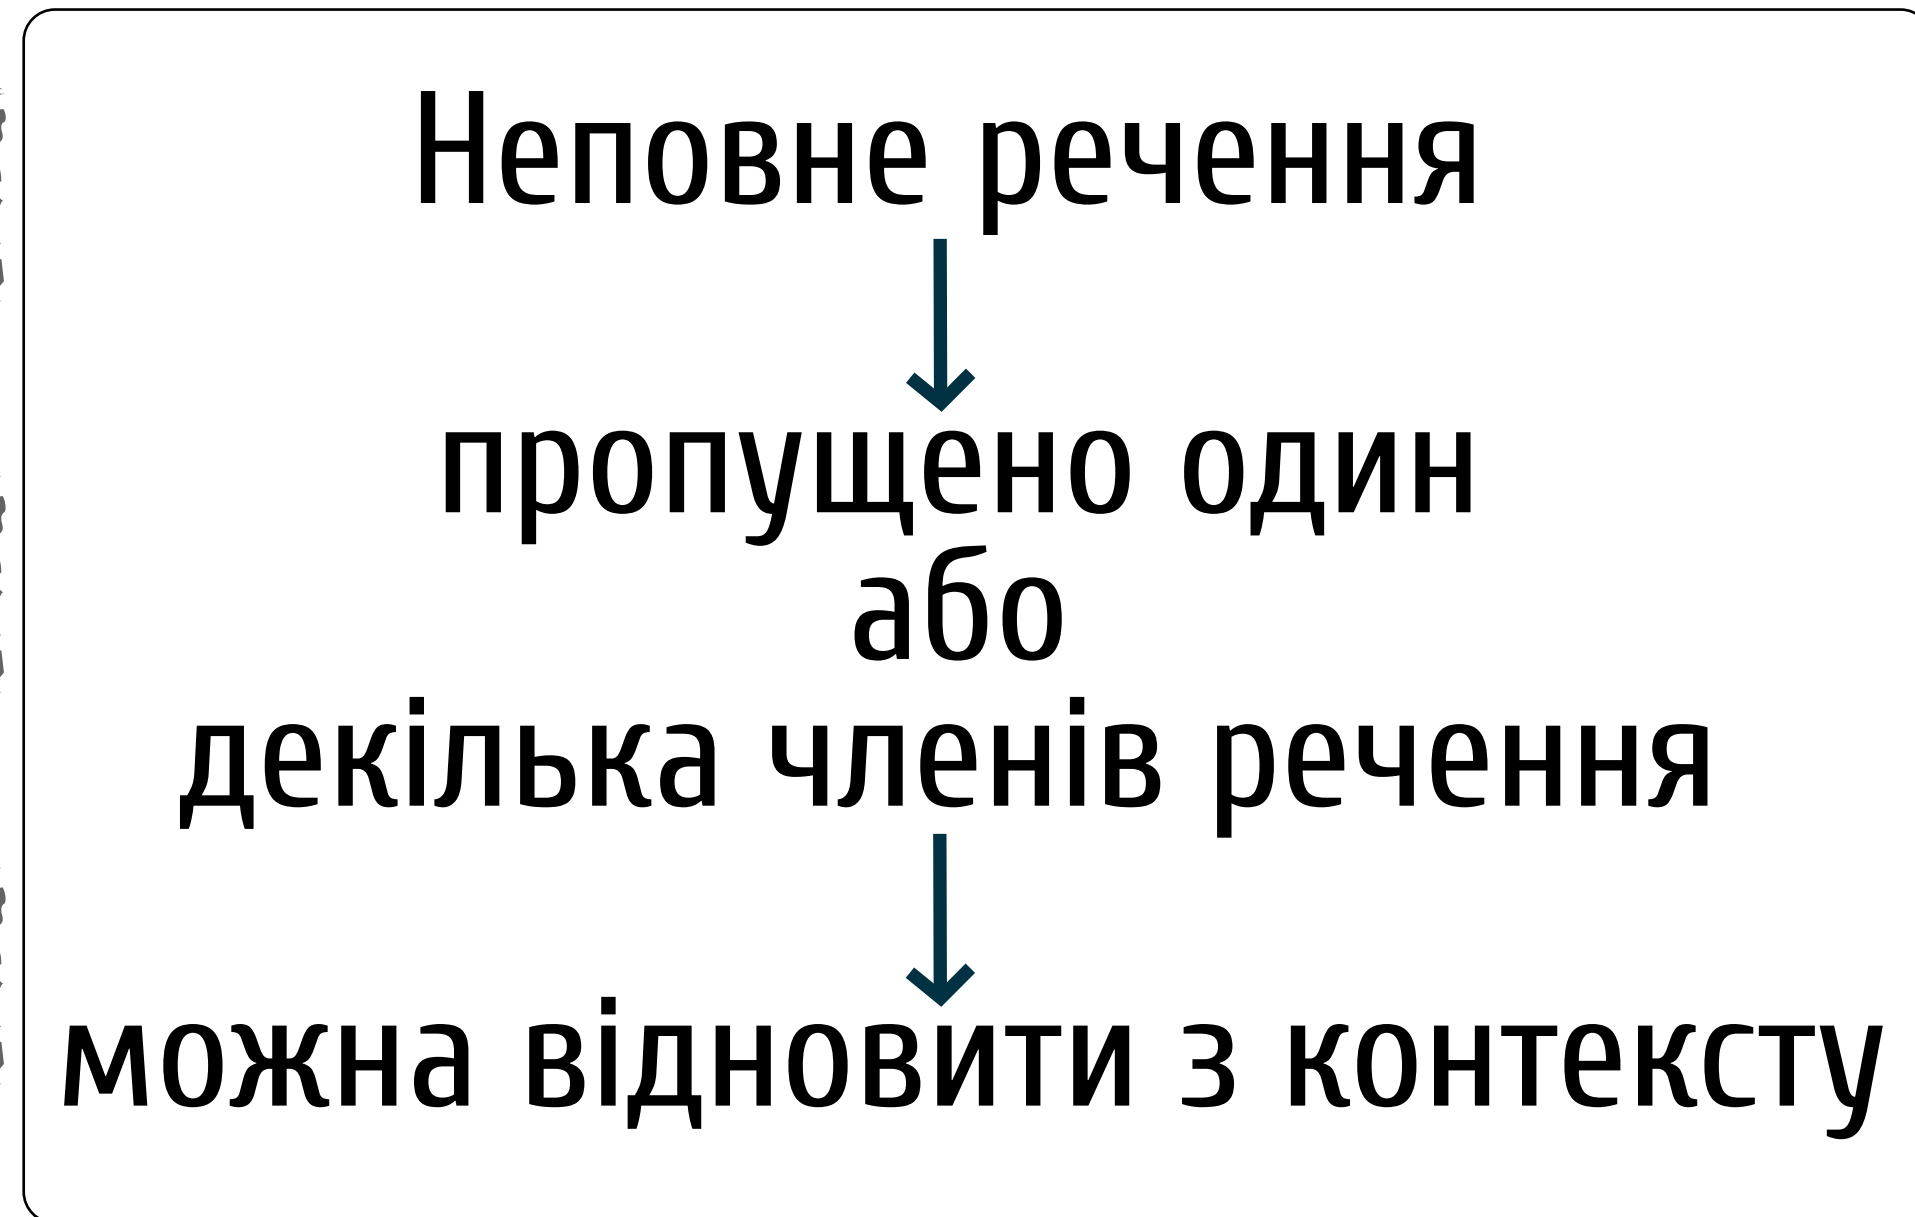 Неповне речення
пропущено один
або
декілька членів речення
можна відновити з контексту